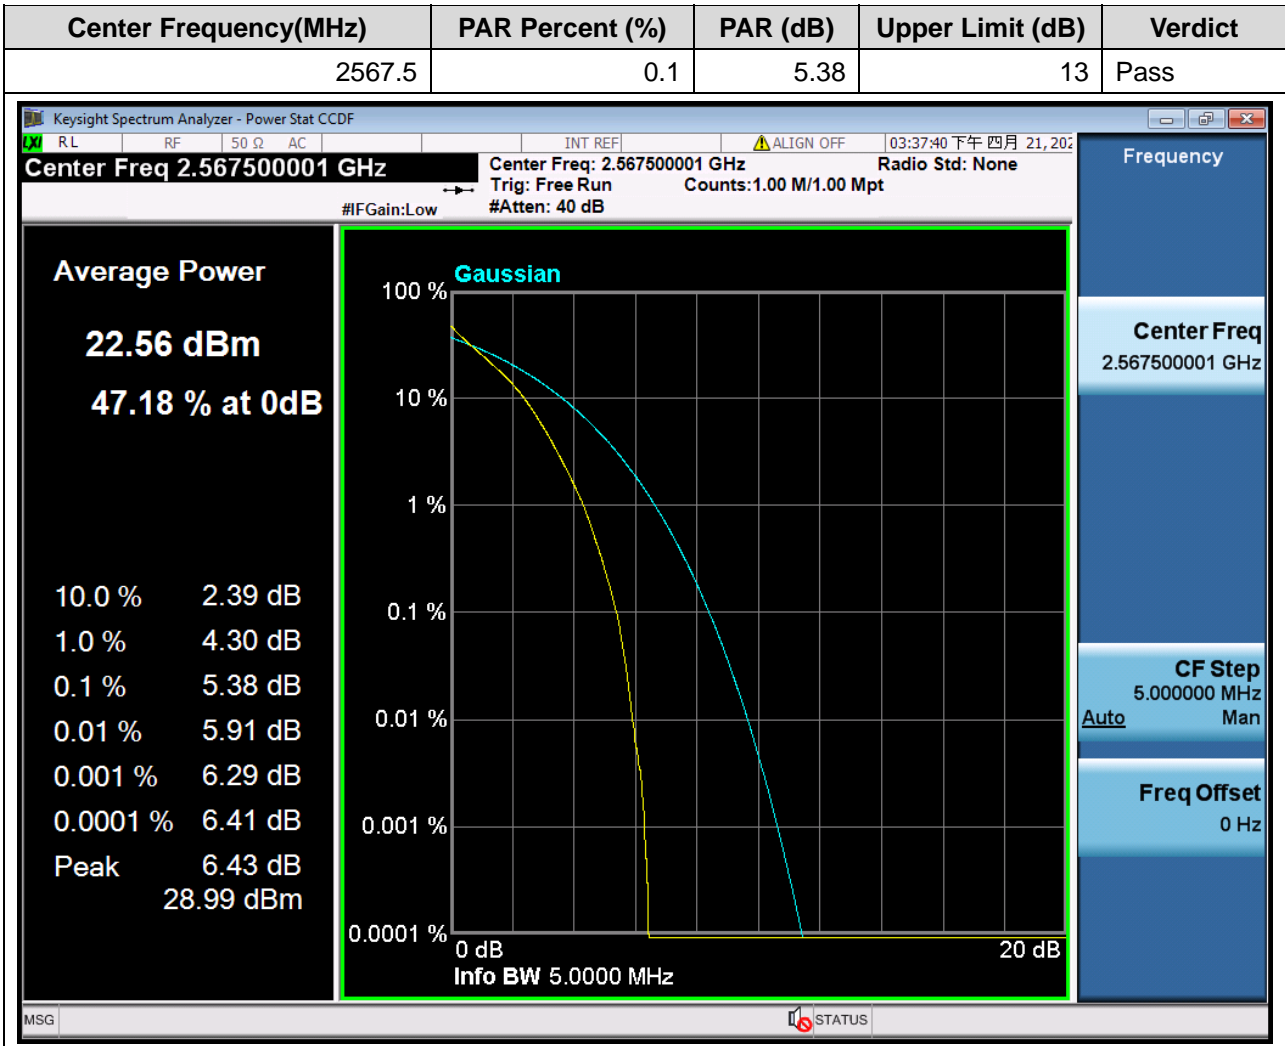 Center Frequency(MHz) PAR Percent (%) PAR (dB) Upper Limit (dB) Verdict
2567.5 0.1 5.38 13 Pass
Keysight Spectrum Analyzer - Power Stat CCDF
LXI RL RF 50 Ω AC INT REF ALIGN OFF 03:37:40 下午 四月 21, 202
Center Freq 2.567500001 GHz
Center Freq: 2.567500001 GHz Radio Std: None
Trig: Free Run Counts:1.00 M/1.00 Mpt
#IFGain:Low #Atten: 40 dB
Average Power
22.56 dBm
47.18 % at 0dB
10.0 % 2.39 dB
1.0 % 4.30 dB
0.1 % 5.38 dB
0.01 % 5.91 dB
0.001 % 6.29 dB
0.0001 % 6.41 dB
Peak 6.43 dB
28.99 dBm
Gaussian
100 %
10 %
1 %
0.1 %
0.01 %
0.001 %
0.0001 %
0 dB 20 dB
Info BW 5.0000 MHz
Frequency
Center Freq
2.567500001 GHz
CF Step
5.000000 MHz
Auto Man
Freq Offset
0 Hz
MSG STATUS